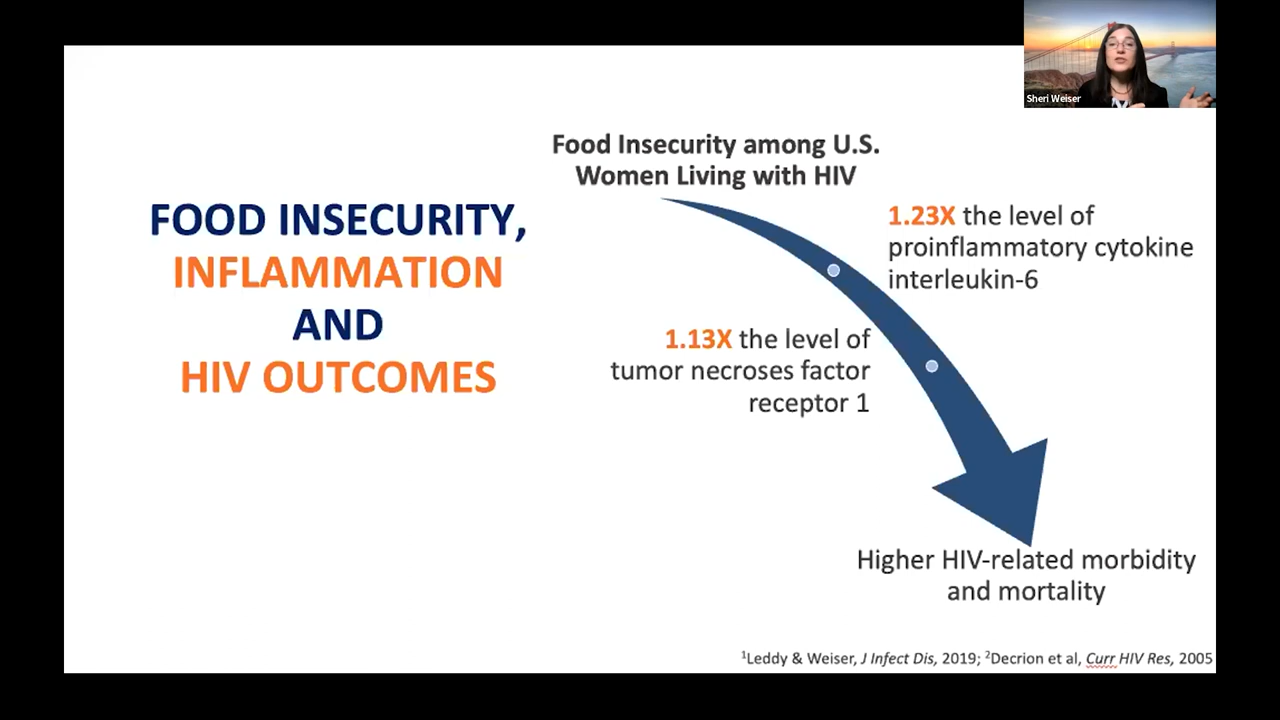 Sheri Weiser
FOOD INSECURITY,
INFLAMMATION
AND
HIV OUTCOMES
Food Insecurity among U.S.
Women Living with HIV
1.23X the level of
proinflammatory cytokine
interleukin-6
1.13X the level of
tumor necroses factor
receptor 1
Higher HIV-related morbidity
and mortality
¹Leddy & Weiser, J Infect Dis, 2019; ²Decrion et al, Curr HIV Res, 2005